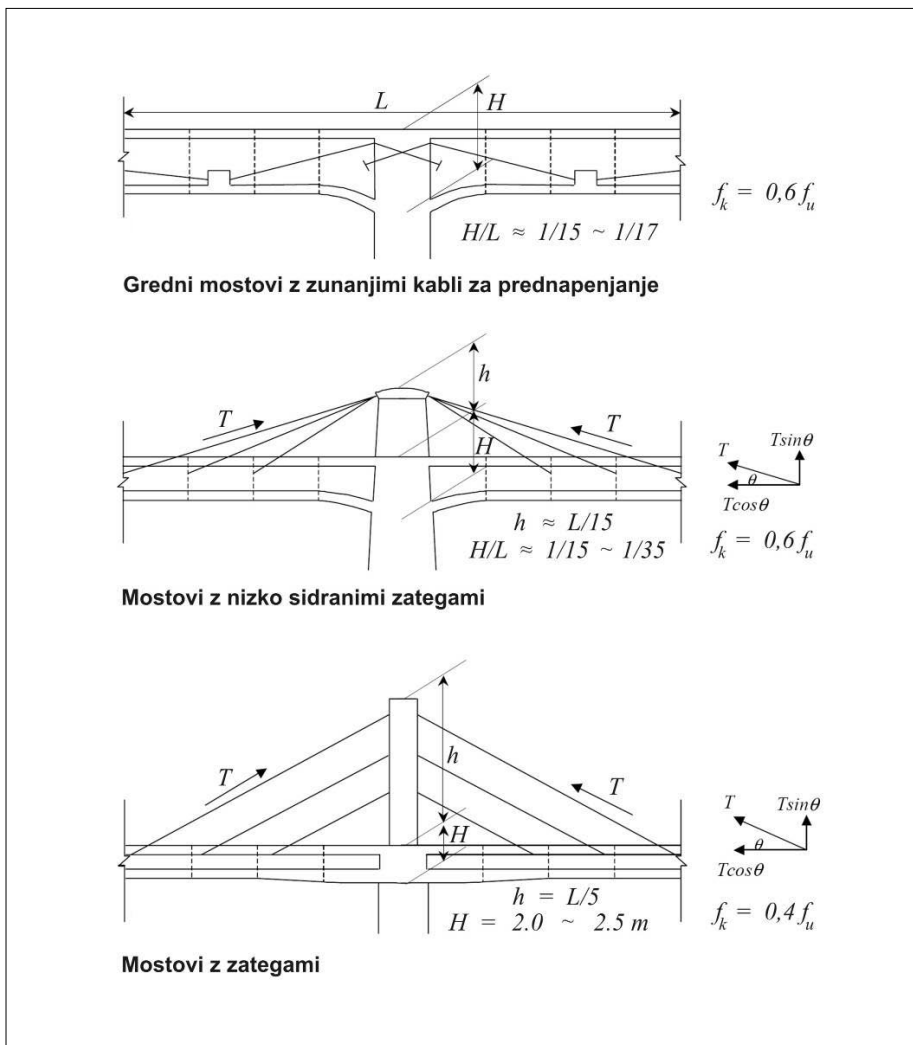 L
H
H/L ≈ 1/15 ~ 1/17
f_k = 0,6 f_u
Gredni mostovi z zunanjimi kabli za prednapenjanje
h
T
H
T
T
Tsinθ
θ
Tcosθ
h ≈ L/15
H/L ≈ 1/15 ~ 1/35
f_k = 0,6 f_u
Mostovi z nizko sidranimi zategami
h
T
T
H
T
Tsinθ
θ
Tcosθ
h = L/5
H = 2.0 ~ 2.5 m
f_k = 0,4 f_u
Mostovi z zategami